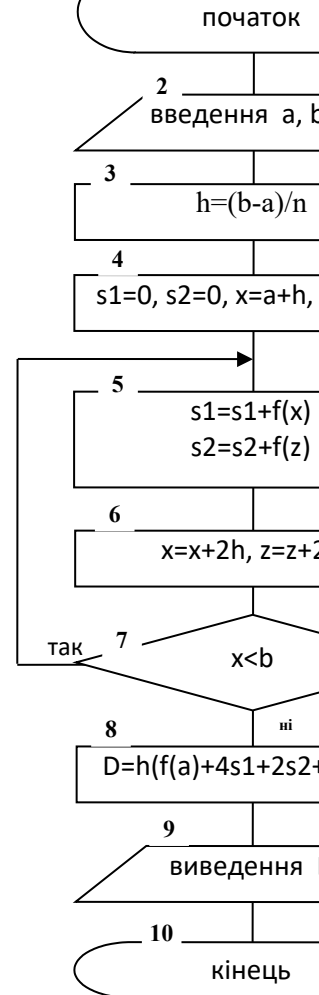 початок
2
введення a, b
3
h=(b-a)/n
4
s1=0, s2=0, x=a+h,
5
s1=s1+f(x)
s2=s2+f(z)
6
x=x+2h, z=z+2
так
7
x<b
ні
8
D=h(f(a)+4s1+2s2+
9
виведення
10
кінець